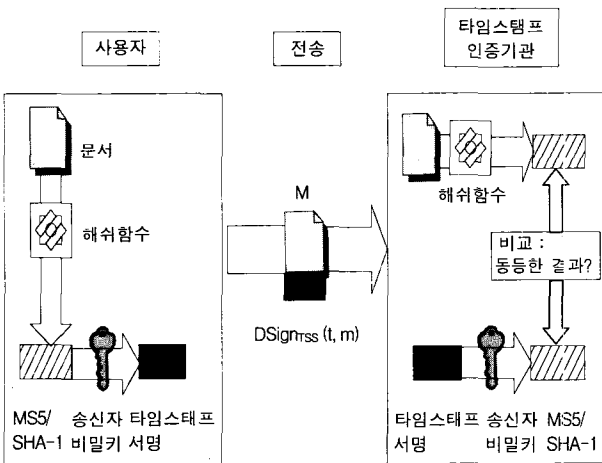 사용자
전송
타임스탬프
인증기관
문서
해쉬함수
MS5/
SHA-1
송신자
비밀키
타임스태프
서명
M
DSignTSS (t, m)
해쉬함수
비교 :
동등한 결과?
타임스태프
서명
송신자
비밀키
MS5/
SHA-1